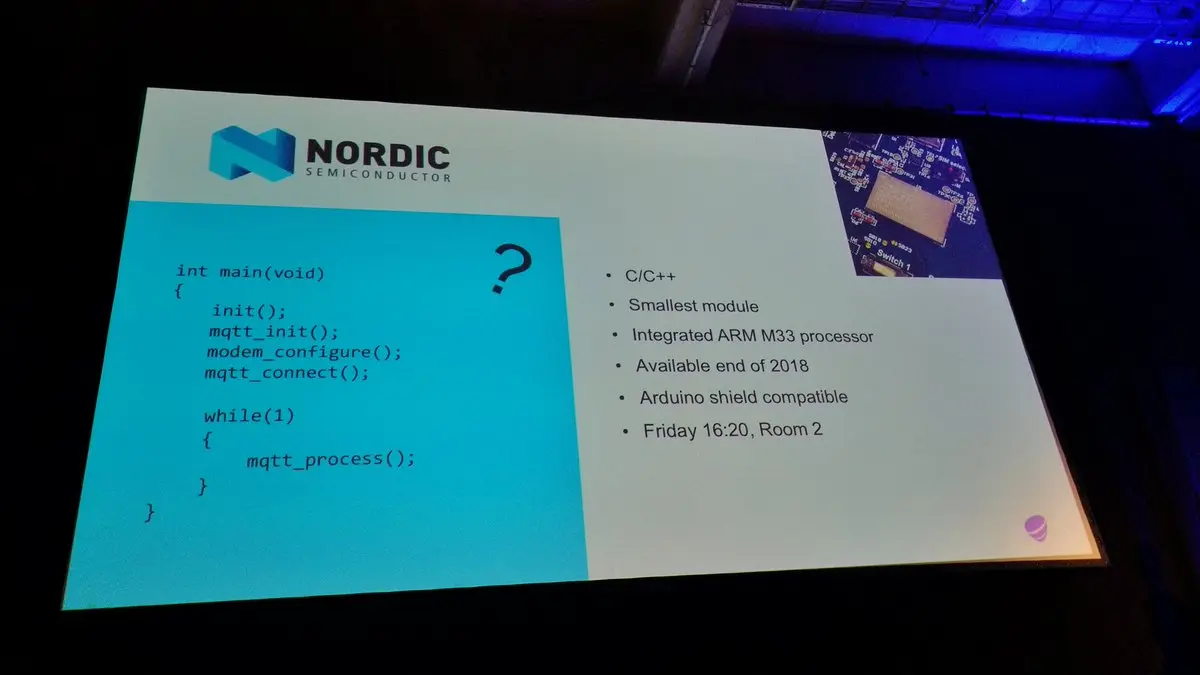 NORDIC
SEMICONDUCTOR
?
int main(void)
{
init();
mqtt_init();
modem_configure();
mqtt_connect();
while(1)
{
mqtt_process();
}
}
• C/C++
• Smallest module
• Integrated ARM M33 processor
• Available end of 2018
• Arduino shield compatible
• Friday 16:20, Room 2
Switch 1